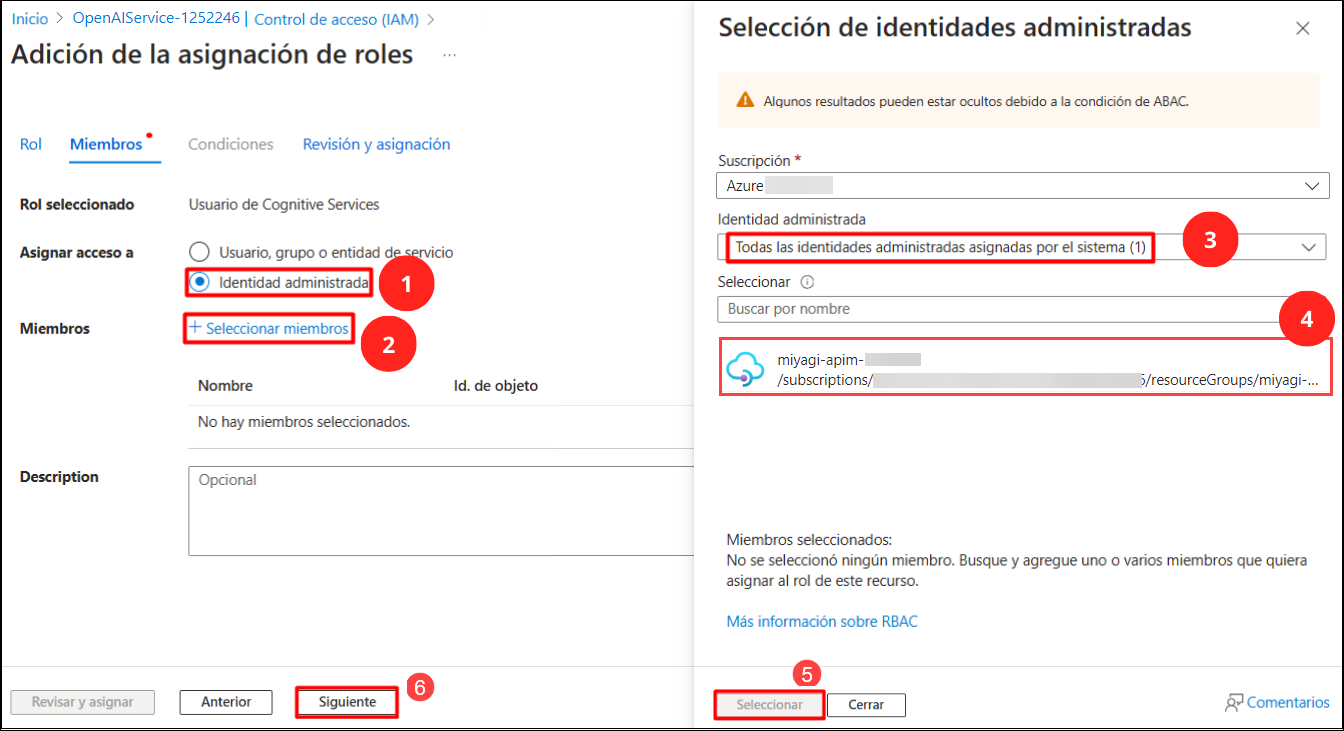 Inicio > OpenAIService-1252246 | Control de acceso (IAM) >
Adición de la asignación de roles ...
Rol Miembros Condiciones Revisión y asignación
Rol seleccionado Usuario de Cognitive Services
Asignar acceso a Usuario, grupo o entidad de servicio
Identidad administrada 1
Miembros + Seleccionar miembros 2
Nombre Id. de objeto
No hay miembros seleccionados.
Description Opcional
Revisar y asignar Anterior Siguiente 6
Selección de identidades administradas
Algunos resultados pueden estar ocultos debido a la condición de ABAC.
Suscripción *
Azure
Identidad administrada
Todas las identidades administradas asignadas por el sistema (1) 3
Seleccionar
Buscar por nombre 4
miyagi-apim-
/subscriptions/ /resourceGroups/miyagi-...
Miembros seleccionados:
No se seleccionó ningún miembro. Busque y agregue uno o varios miembros que quiera
asignar al rol de este recurso.
Más información sobre RBAC
5
Seleccionar Cerrar Comentarios